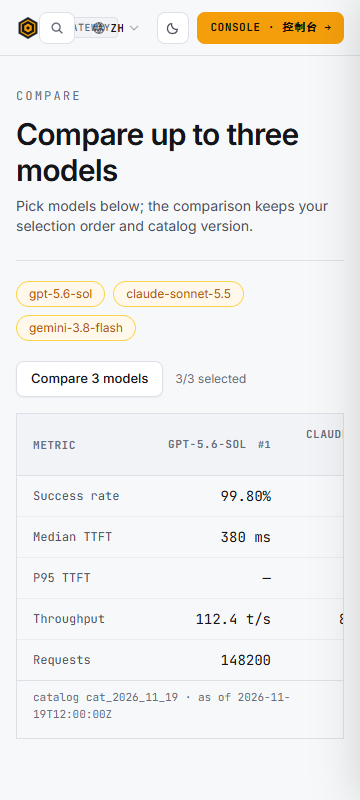 ZH
CONSOLE · 控制台 →
COMPARE
Compare up to three
models
Pick models below; the comparison keeps your
selection order and catalog version.
gpt-5.6-sol
claude-sonnet-5.5
gemini-3.8-flash
Compare 3 models
3/3 selected
METRIC GPT-5.6-SOL #1 CLAUD
Success rate 99.80%
Median TTFT 380 ms
P95 TTFT —
Throughput 112.4 t/s 8
Requests 148200
catalog cat_2026_11_19 · as of 2026-11-
19T12:00:00Z